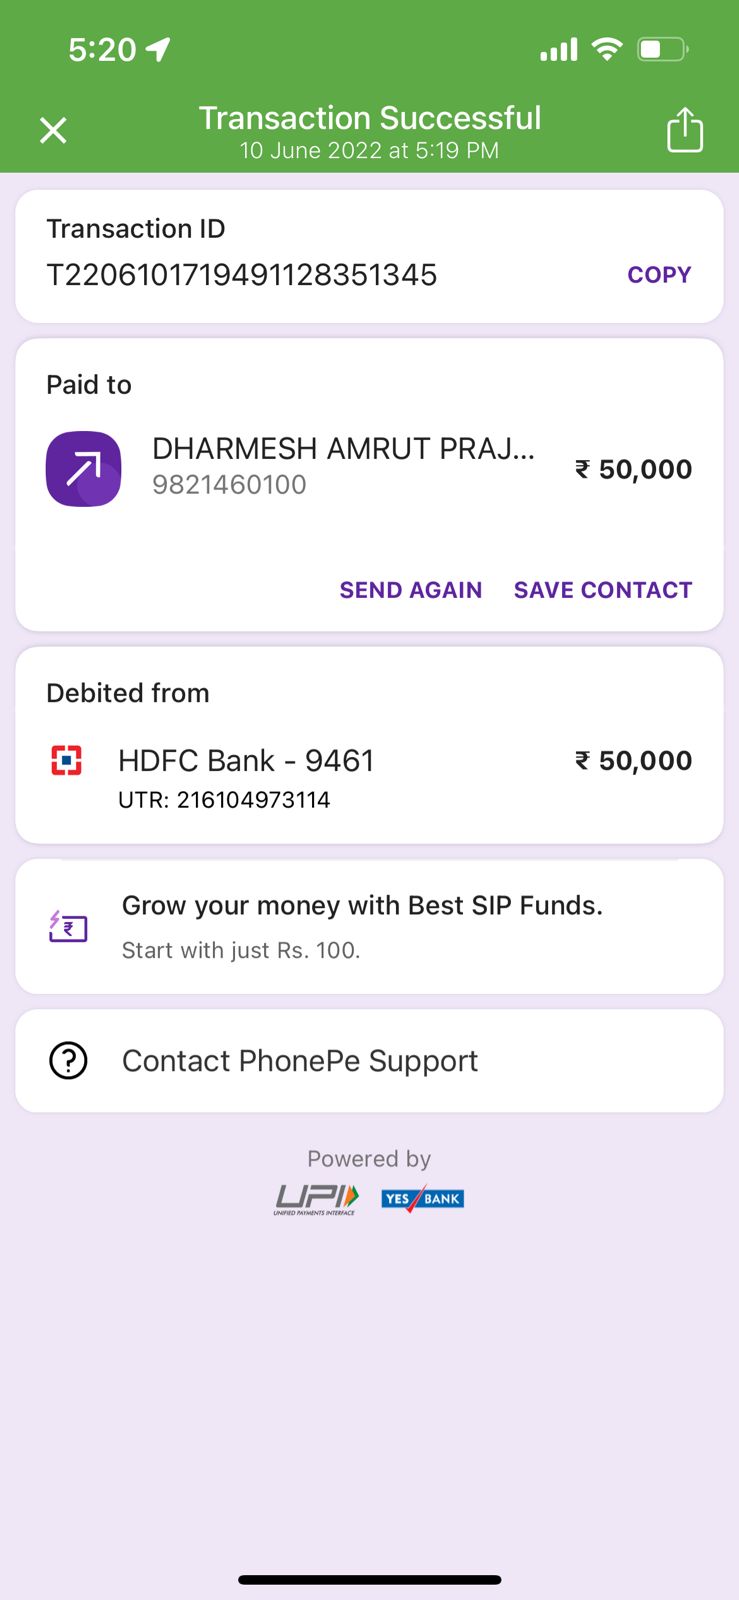 5:20
Transaction Successful
10 June 2022 at 5:19 PM
Transaction ID
T2206101719491128351345
COPY
Paid to
DHARMESH AMRUT PRAJ...
9821460100
₹ 50,000
SEND AGAIN SAVE CONTACT
Debited from
HDFC Bank - 9461
₹ 50,000
UTR: 216104973114
Grow your money with Best SIP Funds.
₹
Start with just Rs. 100.
? Contact PhonePe Support
Powered by
UPI YES BANK
UNIFIED PAYMENTS INTERFACE